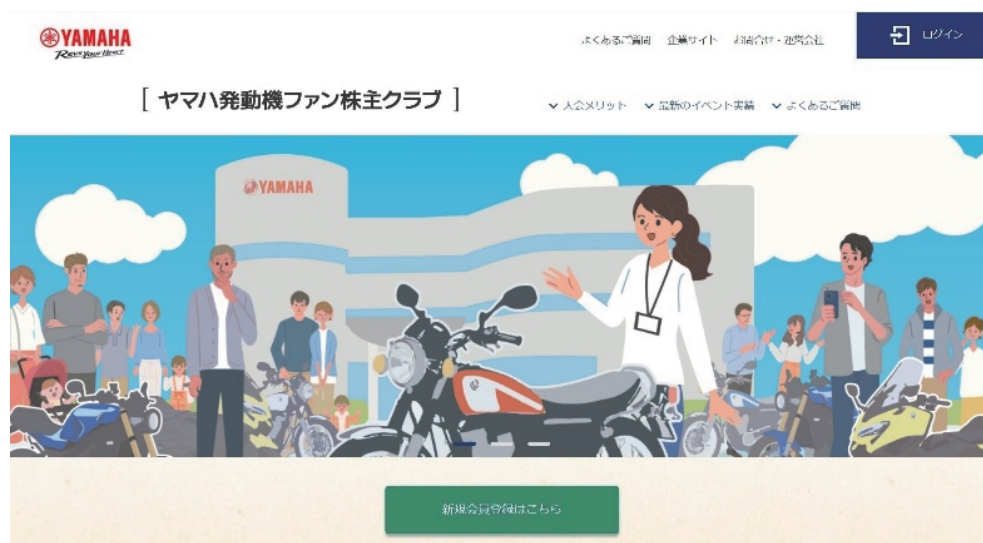 YAMAHA
Revs Your Heart
よくあるご質問 企業サイト お問合せ・運営会社 ログイン
[ ヤマハ発動機ファン株主クラブ ]
入会メリット 最新のイベント実績 よくあるご質問
YAMAHA
新規会員登録はこちら